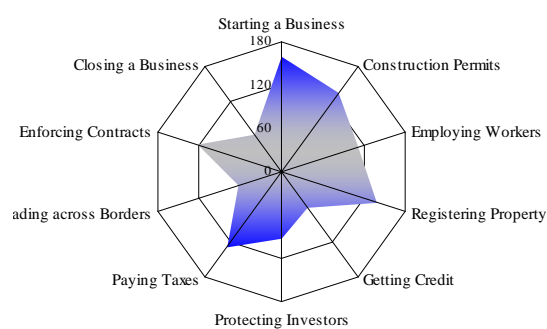 Starting a Business
180
Closing a Business
Construction Permits
120
Enforcing Contracts
60
Employing Workers
0
ading across Borders
Registering Property
Paying Taxes
Getting Credit
Protecting Investors